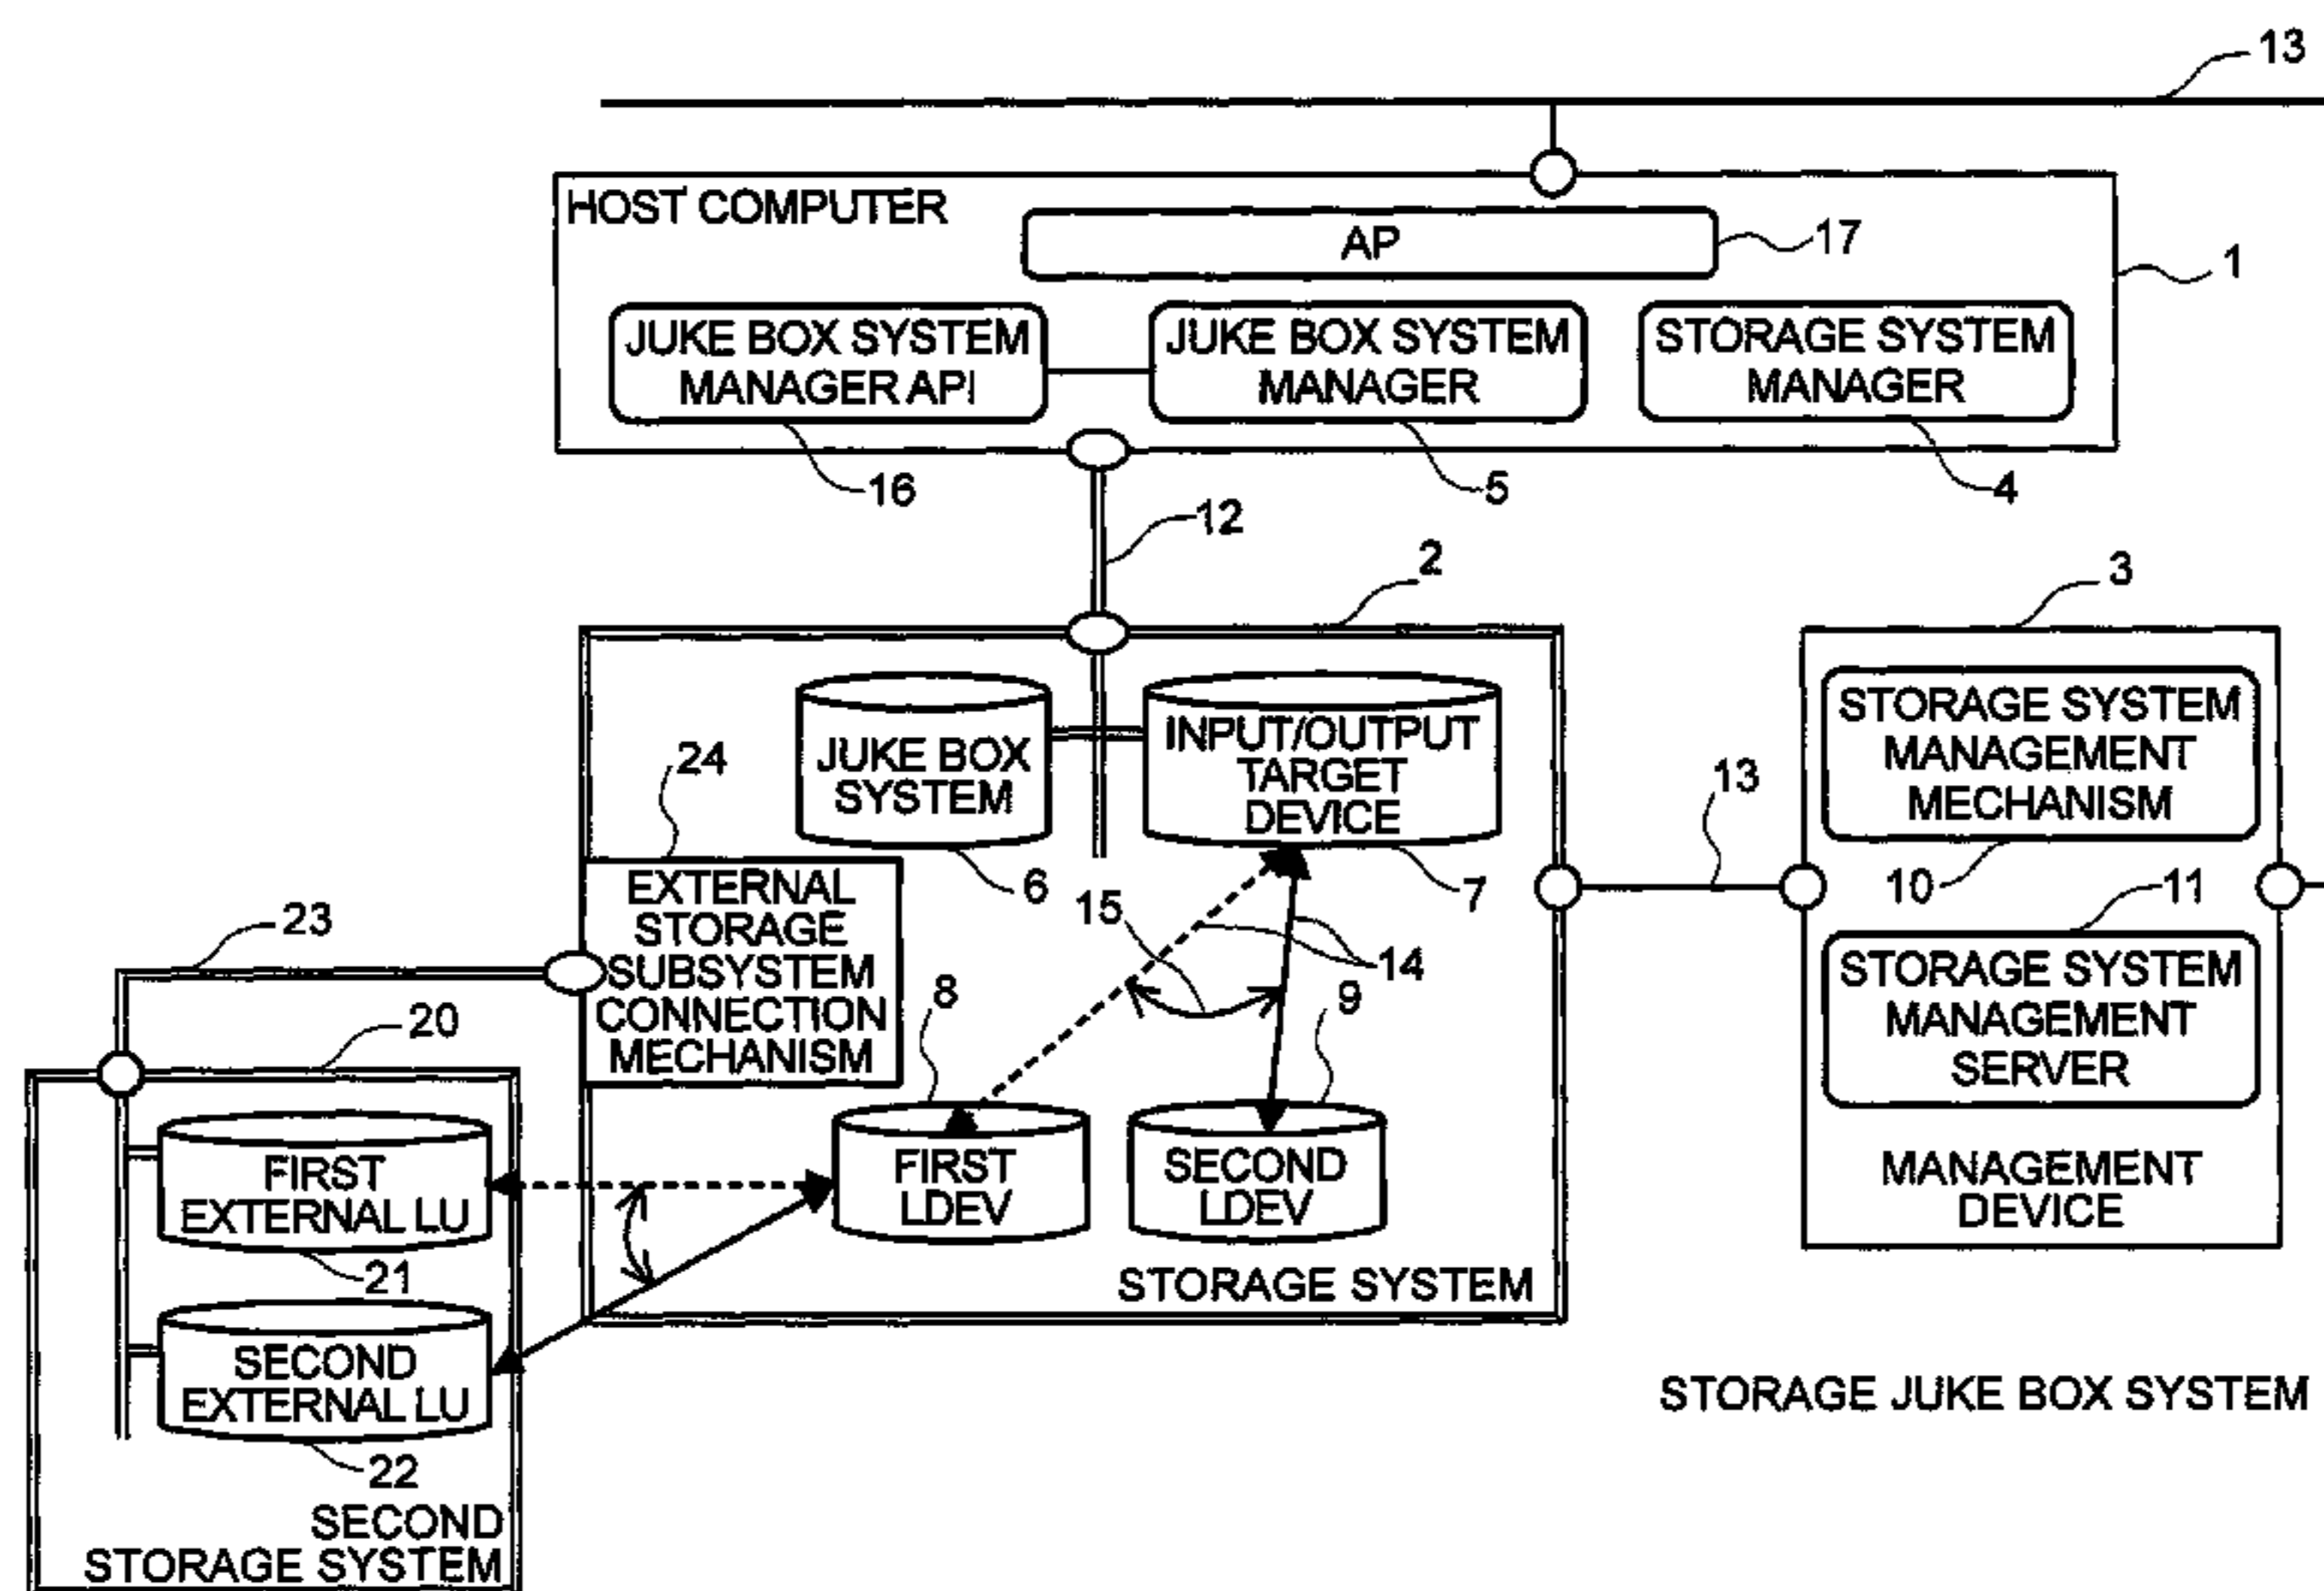 13
HOST COMPUTER
AP
17
1
JUKE BOX SYSTEM
MANAGER API
JUKE BOX SYSTEM
MANAGER
STORAGE SYSTEM
MANAGER
16
5
4
12
2
3
JUKE BOX
SYSTEM
INPUT/OUTPUT
TARGET
DEVICE
STORAGE SYSTEM
MANAGEMENT
MECHANISM
24
13
6
7
10
11
EXTERNAL
STORAGE
SUBSYSTEM
CONNECTION
MECHANISM
15
14
23
8
9
STORAGE SYSTEM
MANAGEMENT
SERVER
20
FIRST
EXTERNAL LU
FIRST
LDEV
SECOND
LDEV
MANAGEMENT
DEVICE
21
STORAGE SYSTEM
SECOND
EXTERNAL LU
STORAGE JUKE BOX SYSTEM
22
SECOND
STORAGE SYSTEM